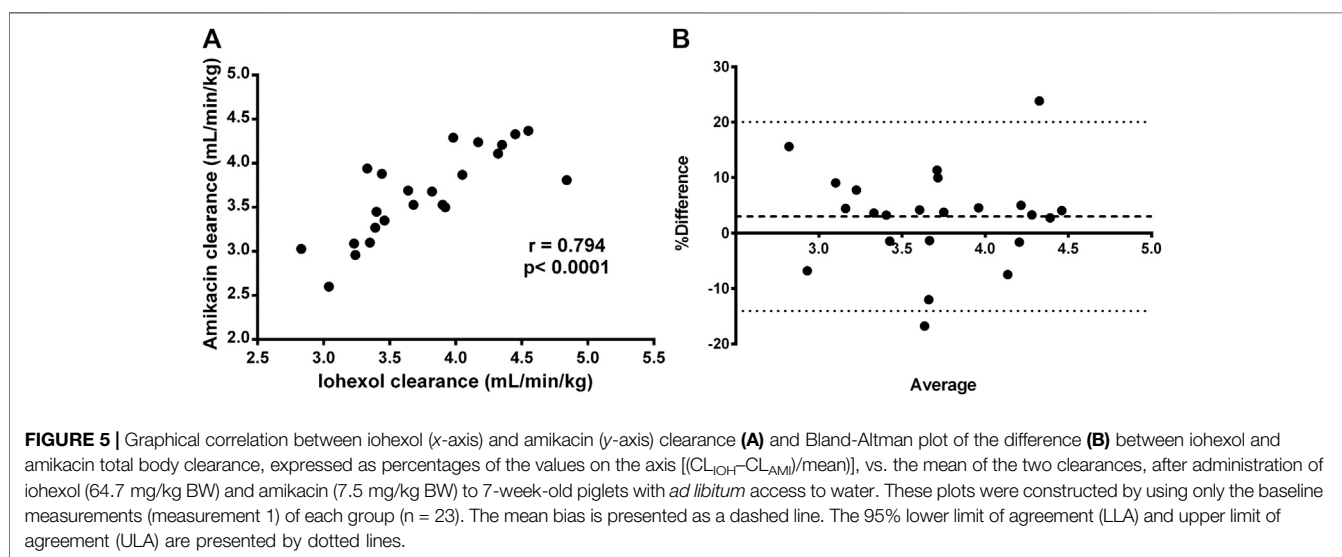 A
B
Amikacin clearance (mL/min/kg)
5.0
4.5
4.0
3.5
3.0
2.5
2.0
2.5 3.0 3.5 4.0 4.5 5.0 5.5
Iohexol clearance (mL/min/kg)
r = 0.794
p< 0.0001
%Difference
30
20
10
0
-10
-20
3.0 3.5 4.0 4.5 5.0
Average
FIGURE 5 | Graphical correlation between iohexol (x-axis) and amikacin (y-axis) clearance (A) and Bland-Altman plot of the difference (B) between iohexol and
amikacin total body clearance, expressed as percentages of the values on the axis [(CLIOH–CLAMI)/mean)], vs. the mean of the two clearances, after administration of
iohexol (64.7 mg/kg BW) and amikacin (7.5 mg/kg BW) to 7-week-old piglets with ad libitum access to water. These plots were constructed by using only the baseline
measurements (measurement 1) of each group (n = 23). The mean bias is presented as a dashed line. The 95% lower limit of agreement (LLA) and upper limit of
agreement (ULA) are presented by dotted lines.